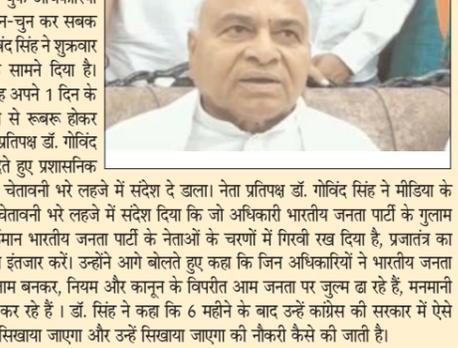 न-चुन कर सबक
बंद सिंह ने शुक्रवार
सामने दिया है।
ह अपने 1 दिन के
से रूबरू होकर
प्रतिपक्ष डॉ. गोविंद
देते हुए प्रशासनिक
चेतावनी भरे लहजे में संदेश दे डाला। नेता प्रतिपक्ष डॉ. गोविंद सिंह ने मीडिया के
चेतावनी भरे लहजे में संदेश दिया कि जो अधिकारी भारतीय जनता पार्टी के गुलाम
ईमान भारतीय जनता पार्टी के नेताओं के चरणों में गिरवी रख दिया है, प्रजातंत्र का
इंतजार करें। उन्होंने आगे बोलते हुए कहा कि जिन अधिकारियों ने भारतीय जनता
लाम बनकर, नियम और कानून के विपरीत आम जनता पर जुल्म ढा रहे हैं, मनमानी
कर रहे हैं । डॉ. सिंह ने कहा कि 6 महीने के बाद उन्हें कांग्रेस की सरकार में ऐसे
सिखाया जाएगा और उन्हें सिखाया जाएगा की नौकरी कैसे की जाती है।